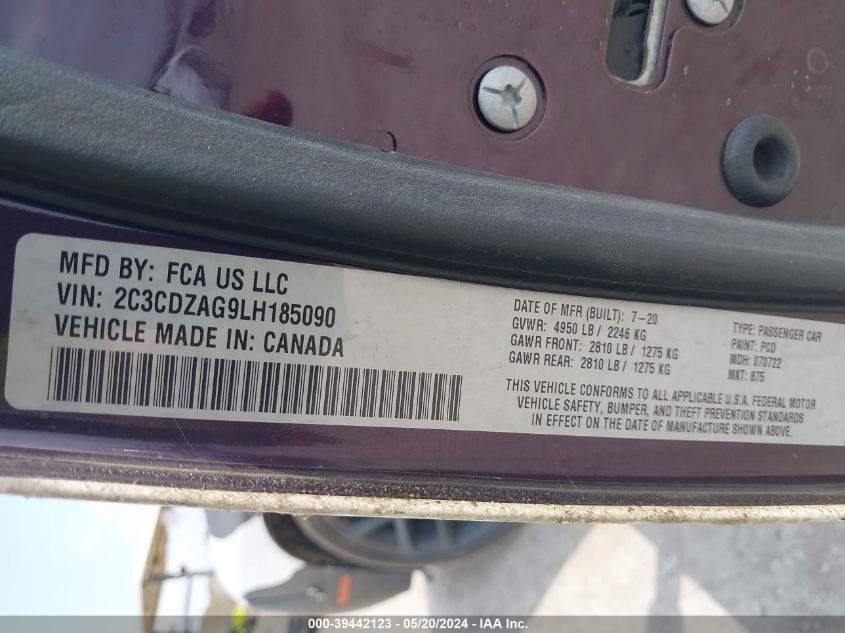 MFD BY: FCA US LLC
VIN: 2C3CDZAG9LH185090
VEHICLE MADE IN: CANADA
DATE OF MFR (BUILT): 7-20
GVWR: 4950 LB / 2246 KG
GAWR FRONT: 2810 LB / 1275 KG
GAWR REAR: 2810 LB / 1275 KG
TYPE: PASSENGER CAR
PAINT: PCD
MDH: 070722
MKT: 875
THIS VEHICLE CONFORMS TO ALL APPLICABLE U.S.A. FEDERAL MOTOR
VEHICLE SAFETY, BUMPER, AND THEFT PREVENTION STANDARDS
IN EFFECT ON THE DATE OF MANUFACTURE SHOWN ABOVE.
000-39442123 - 05/20/2024 - IAA Inc.